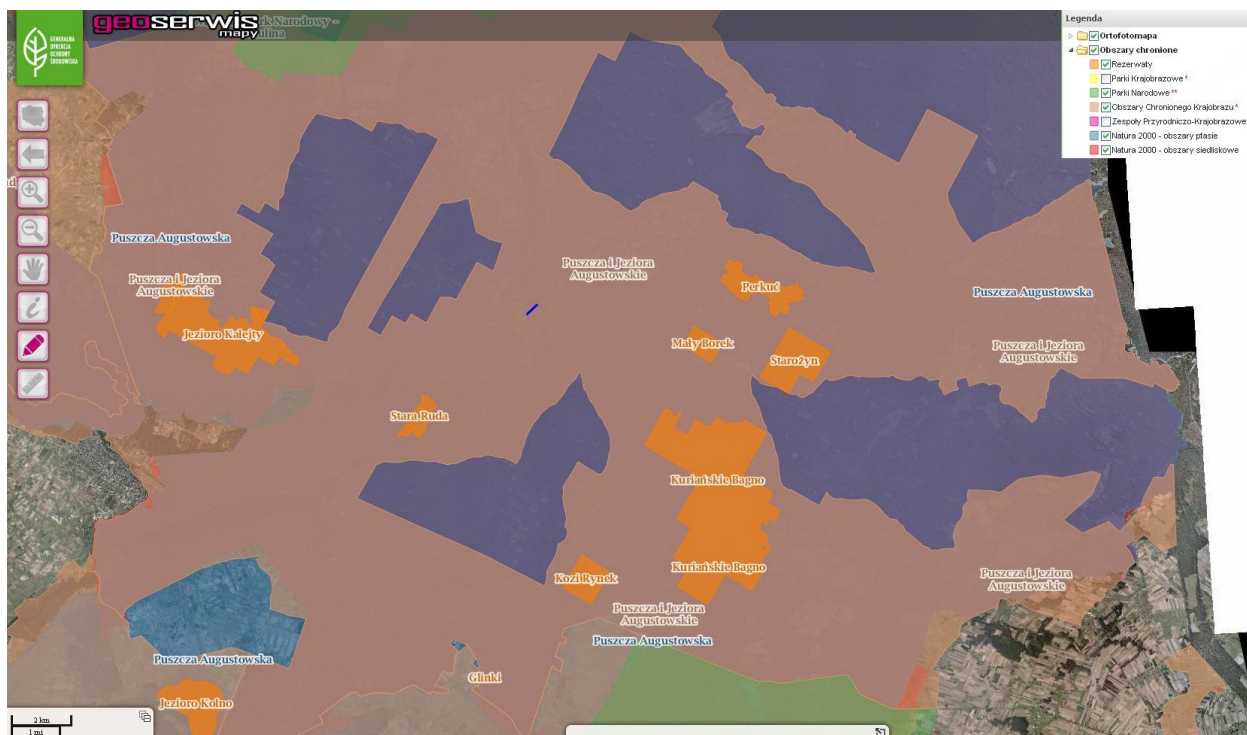 GENERALNA
DYREKCJA
OCHRONY
ŚRODOWISKA
geoserwis
mapy
Legenda
Ortofotomapa
Obszary chronione
Rezerwaty
Parki Krajobrazowe *
Parki Narodowe **
Obszary Chronionego Krajobrazu *
Zespoły Przyrodniczo-Krajobrazowe
Natura 2000 - obszary ptasie
Natura 2000 - obszary siedliskowe
Puszcza Augustowska
Puszcza i Jeziora
Augustowskie
Jezioro Kalejty
Puszcza i Jeziora
Augustowskie
Perkuć
Puszcza Augustowska
Mały Borek
Starożyn
Puszcza i Jeziora
Augustowskie
Stara Ruda
Kuriańskie Bagno
Kozi Rynek
Kuriańskie Bagno
Puszcza i Jeziora
Augustowskie
Puszcza i Jeziora
Augustowskie
Puszcza Augustowska
Puszcza Augustowska
Glinki
Jezioro Kolno
2 km
1 mi